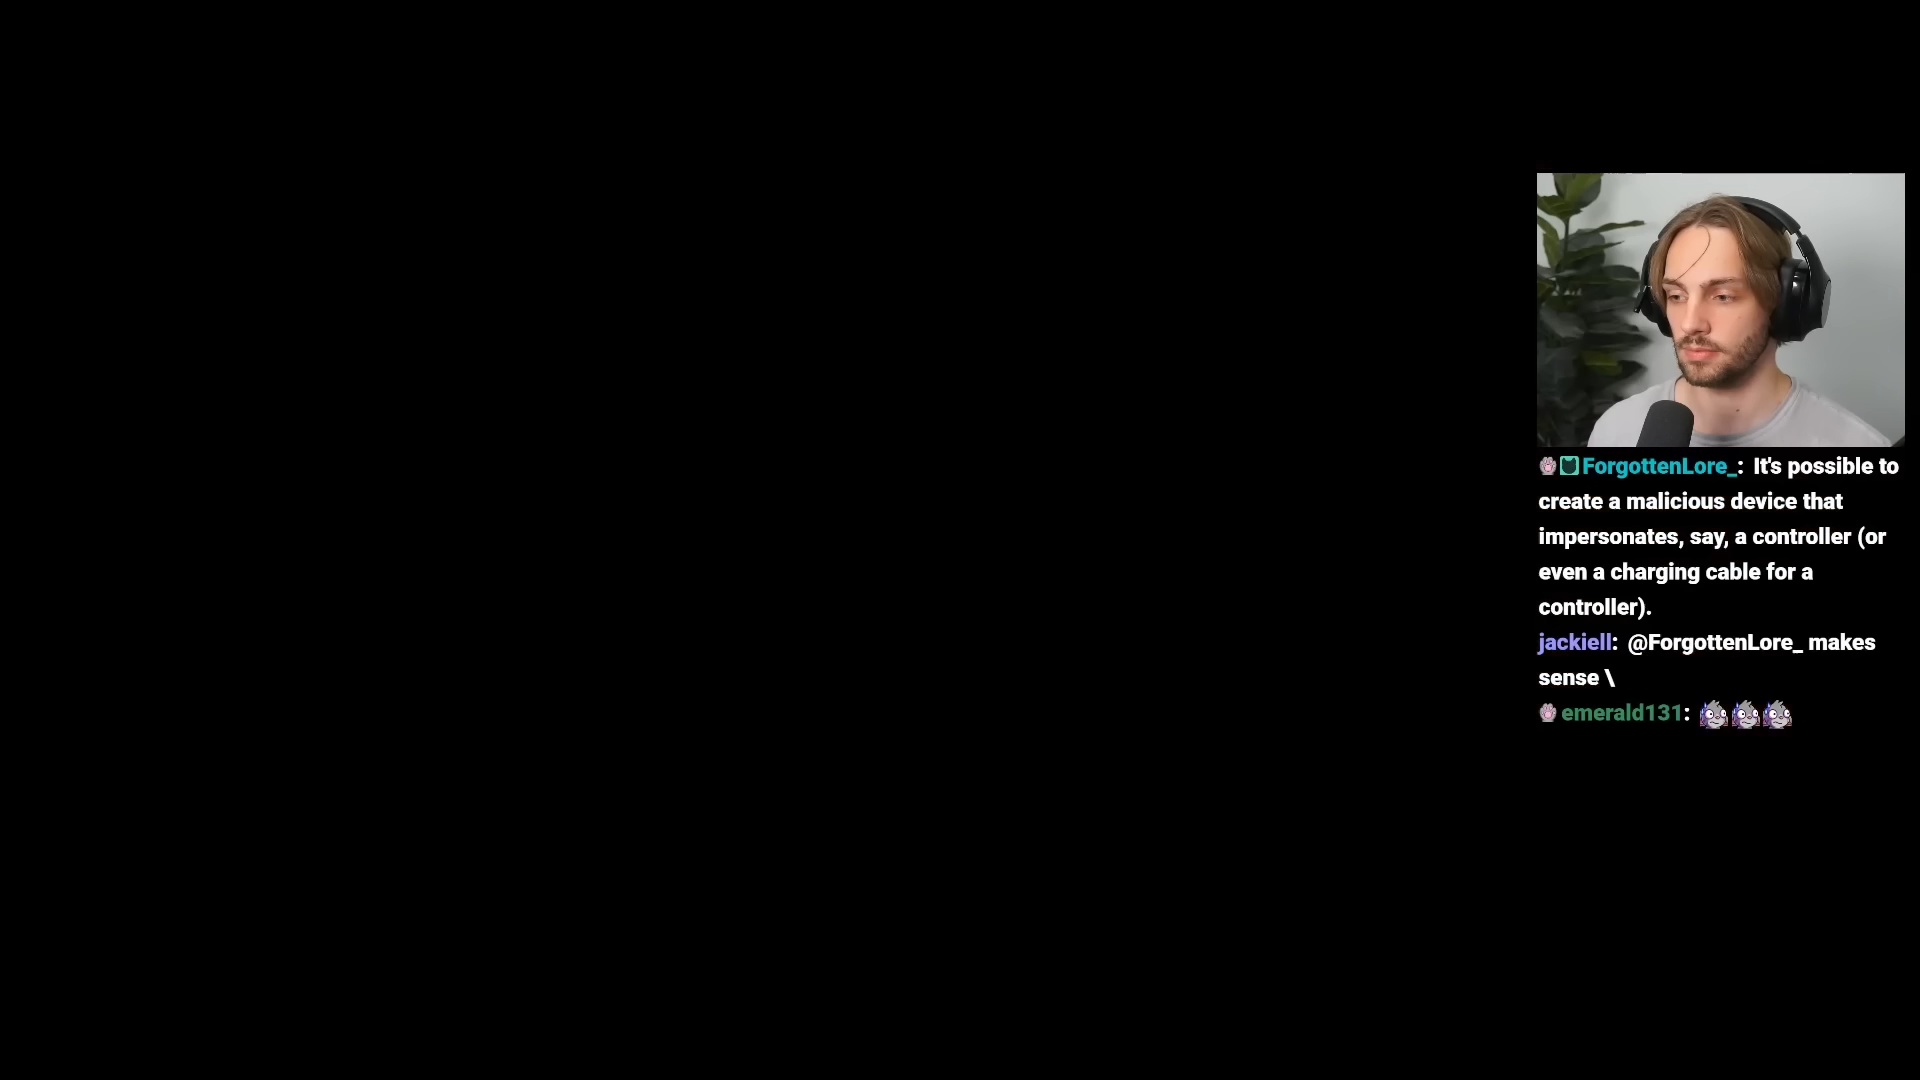 ForgottenLore_: It's possible to
create a malicious device that
impersonates, say, a controller (or
even a charging cable for a
controller).
jackiell: @ForgottenLore_ makes
sense \
emerald131: